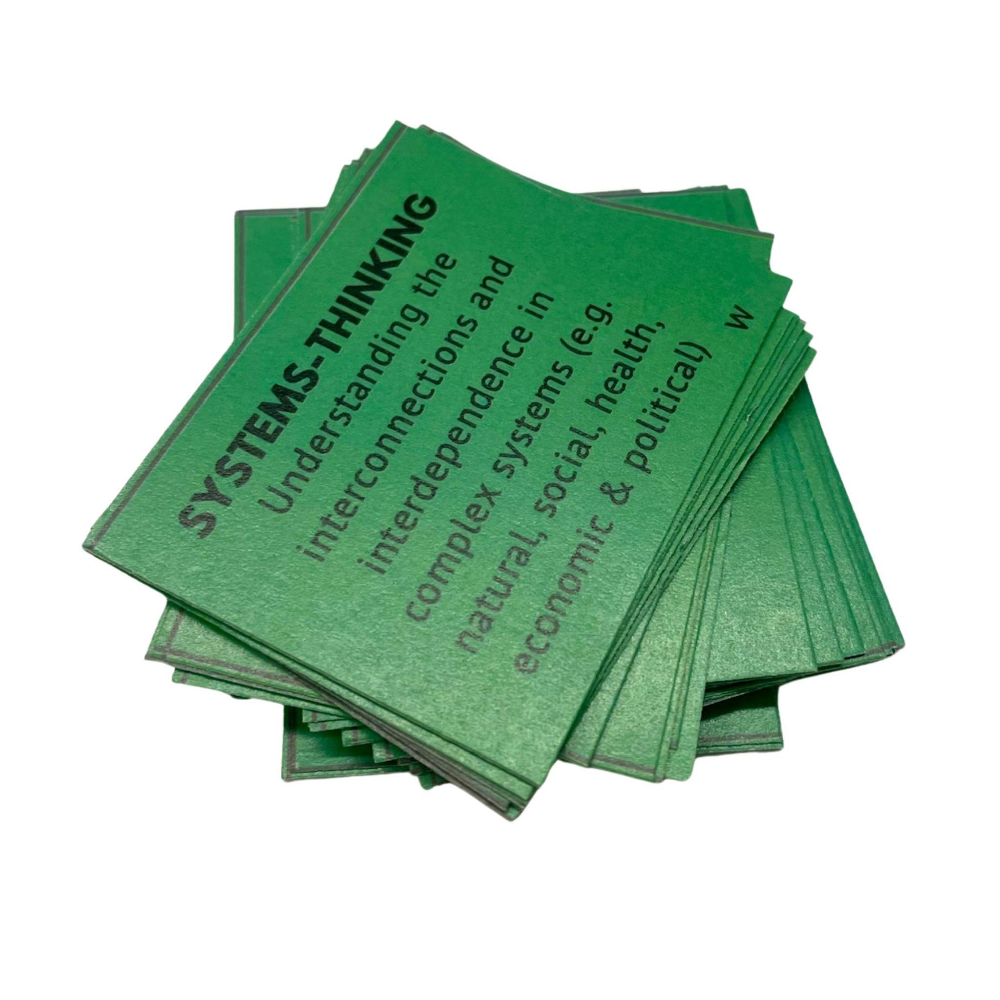 SYSTEMS-THINKING
Understanding the
interconnections and
interdependence in
complex systems (e.g.
natural, social, health,
economic & political)
W